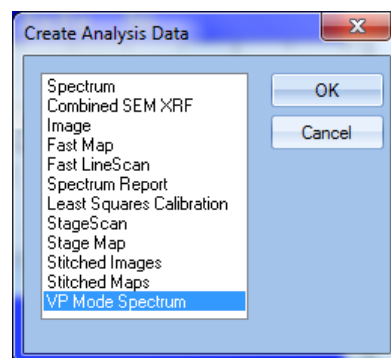 Create Analysis Data
Spectrum
Combined SEM XRF
Image
Fast Map
Fast LineScan
Spectrum Report
Least Squares Calibration
StageScan
Stage Map
Stitched Images
Stitched Maps
VP Mode Spectrum
OK
Cancel